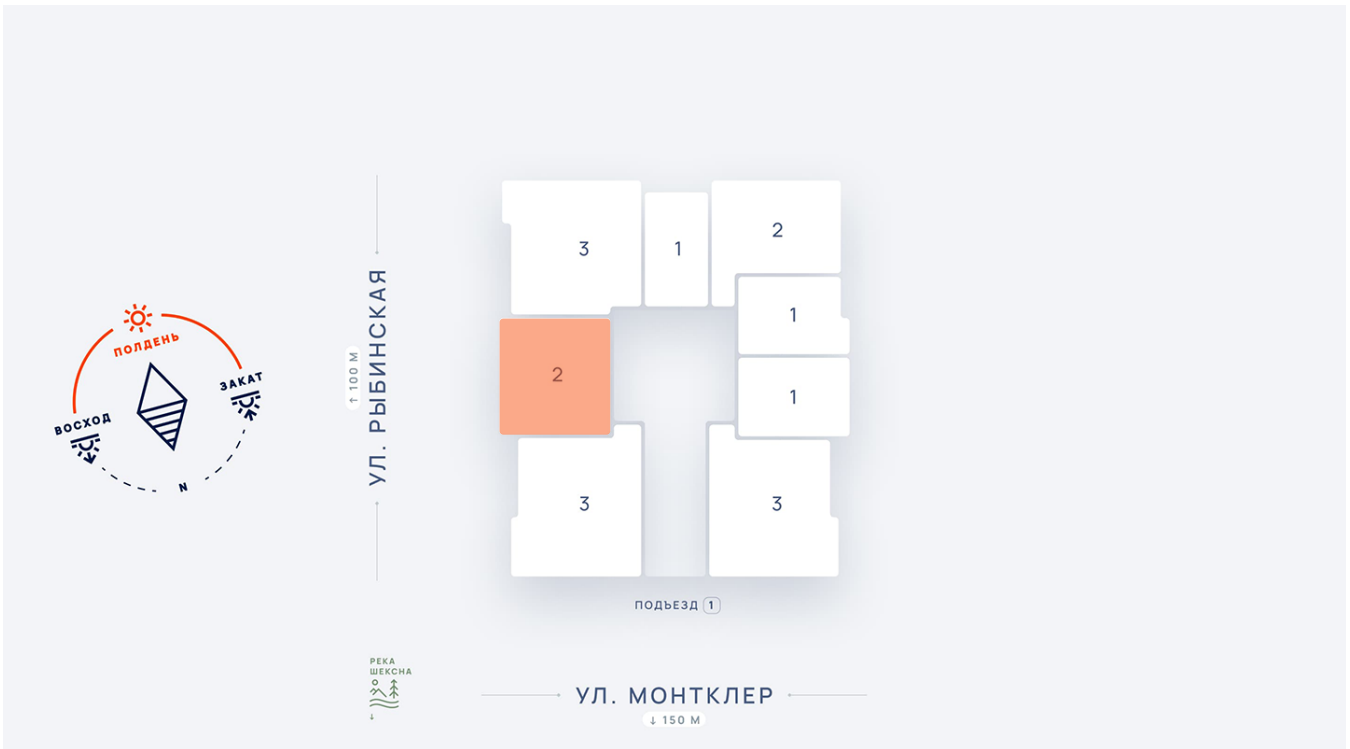 3
1
2
1
2
1
3
3
ПОЛДЕНЬ
ЗАКАТ
ВОСХОД
N
УЛ. РЫБИНСКАЯ
↑ 100 М
ПОДЪЕЗД 1
РЕКА
ШЕКСНА
УЛ. МОНТКЛЕР
↓ 150 М